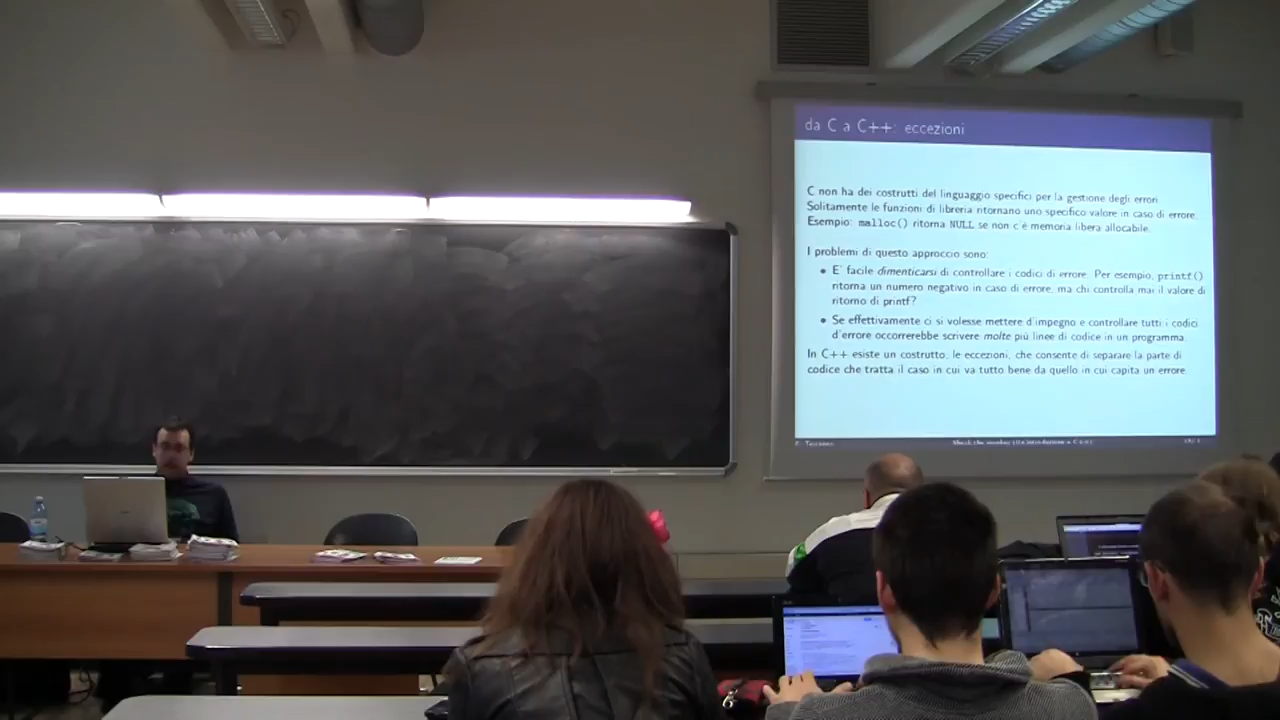 da C a C++: eccezioni
C non ha dei costrutti del linguaggio specifici per la gestione degli errori.
Solitamente le funzioni di libreria ritornano uno specifico valore in caso di errore.
Esempio: malloc() ritorna NULL se non c'è memoria libera allocabile.
I problemi di questo approccio sono:
• E' facile dimenticarsi di controllare i codici di errore. Per esempio, printf()
ritorna un numero negativo in caso di errore, ma chi controlla mai il valore di
ritorno di printf?
• Se effettivamente ci si volesse mettere d'impegno e controllare tutti i codici
d'errore occorrerebbe scrivere molte più linee di codice in un programma.
In C++ esiste un costrutto, le eccezioni, che consente di separare la parte di
codice che tratta il caso in cui va tutto bene da quello in cui capita un errore.